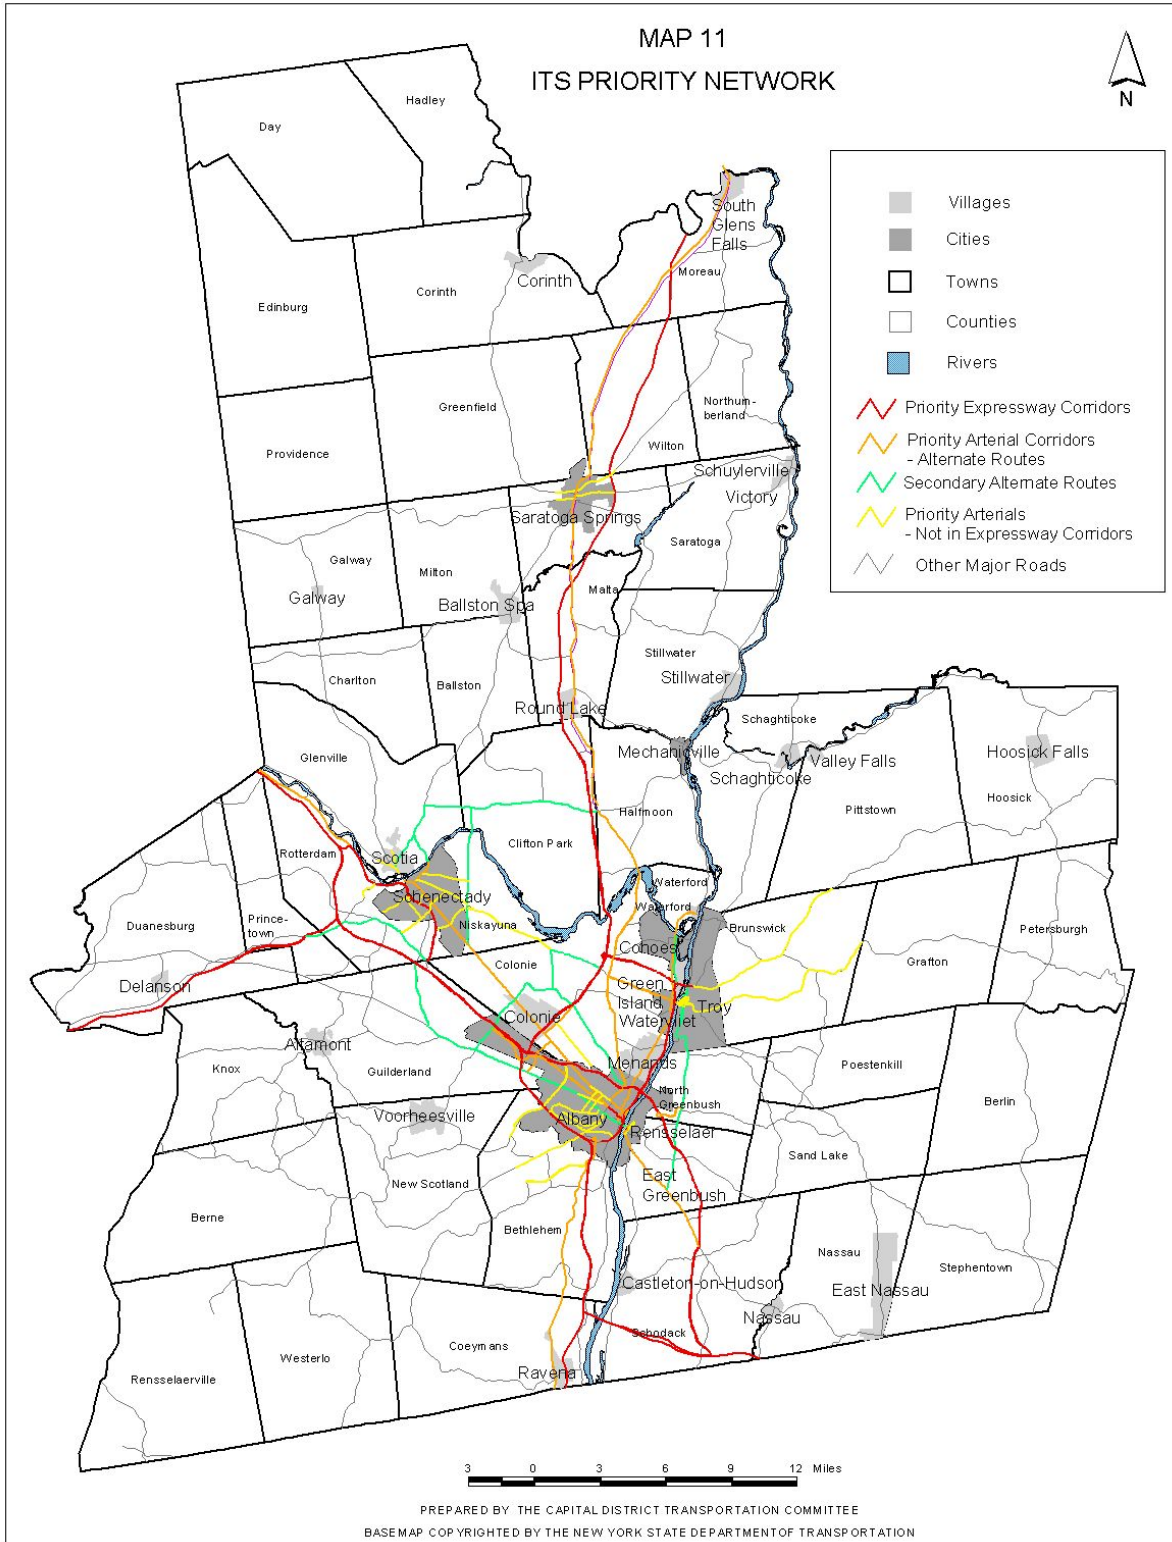 MAP 11
ITS PRIORITY NETWORK
N
Villages
Cities
Towns
Counties
Rivers
Priority Expressway Corridors
Priority Arterial Corridors
- Alternate Routes
Secondary Alternate Routes
Priority Arterials
- Not in Expressway Corridors
Other Major Roads
Hadley
Day
South
Glens
Falls
Moreau
Corinth
Corinth
Edinburg
Greenfield
Northum-
berland
Wilton
Providence
Schuylerville
Victory
Saratoga Springs
Saratoga
Galway
Milton
Galway
Ballston Spa
Malta
Stillwater
Charlton
Ballston
Stillwater
Round Lake
Schaghticoke
Glenville
Mechanicville
Valley Falls
Hoosick Falls
Schaghticoke
Hoosick
Halfmoon
Pittstown
Clifton Park
Rotterdam
Scotia
Waterford
Schenectady
Waterford
Duanesburg
Prince-
town
Niskayuna
Brunswick
Petersburgh
Cohoes
Colonie
Grafton
Delanson
Green
Island
Troy
Colonie
Watervliet
Altamont
Menands
Poestenkill
Knox
Guilderland
North
Greenbush
Berlin
Voorheesville
Albany
Rensselaer
Sand Lake
New Scotland
East
Greenbush
Berne
Bethlehem
Nassau
Stephentown
Castleton-on-Hudson
East Nassau
Nassau
Schodack
Coeymans
Westerlo
Ravena
Rensselaerville
3 0 3 6 9 12 Miles
PREPARED BY THE CAPITAL DISTRICT TRANSPORTATION COMMITTEE
BASEMAP COPYRIGHTED BY THE NEW YORK STATE DEPARTMENT OF TRANSPORTATION